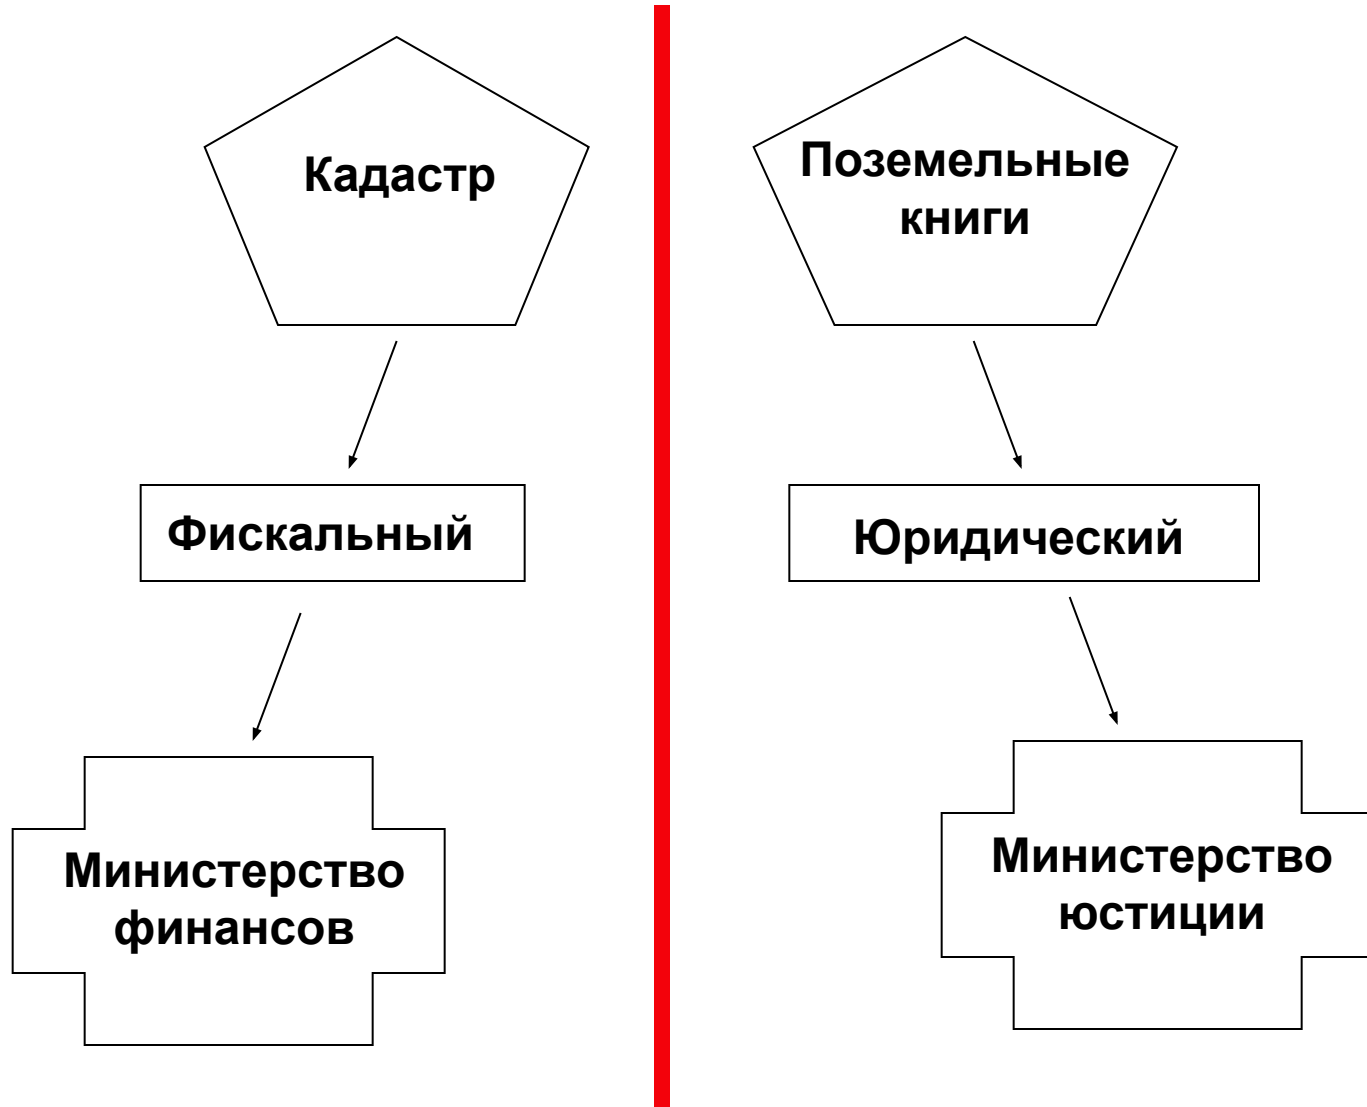 Кадастр
Фискальный
Министерство
финансов
Поземельные
книги
Юридический
Министерство
юстиции